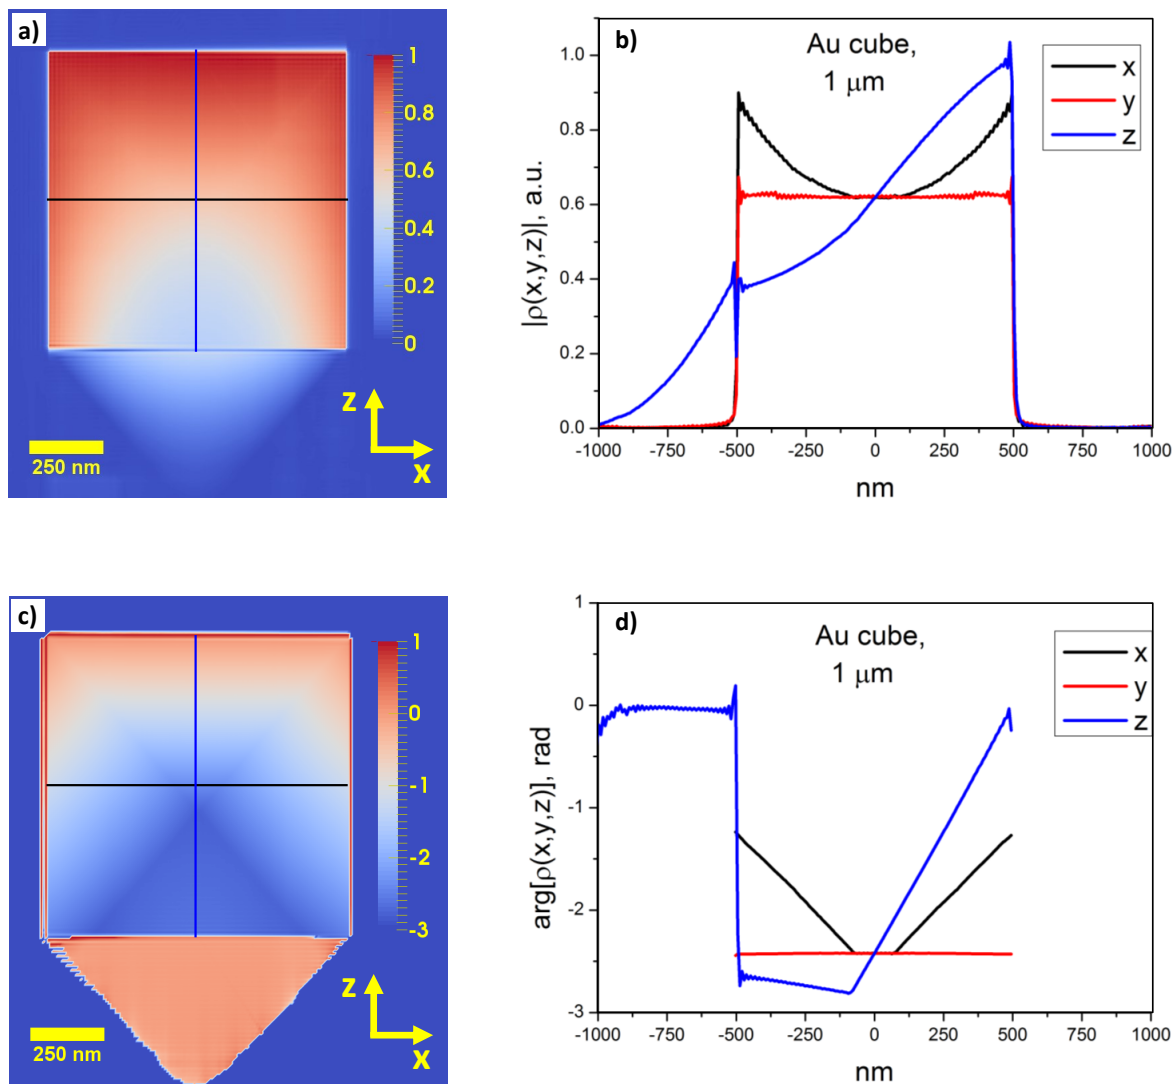 a)
1
0.8
0.6
0.4
0.2
0
z
x
250 nm
b)
Au cube,
1 μm
x
y
z
|ρ(x,y,z)|, a.u.
1.0
0.8
0.6
0.4
0.2
0.0
-1000 -750 -500 -250 0 250 500 750 1000
nm
c)
1
0
-1
-2
-3
z
x
250 nm
d)
Au cube,
1 μm
x
y
z
arg[ρ(x,y,z)], rad
1
0
-1
-2
-3
-1000 -750 -500 -250 0 250 500 750 1000
nm